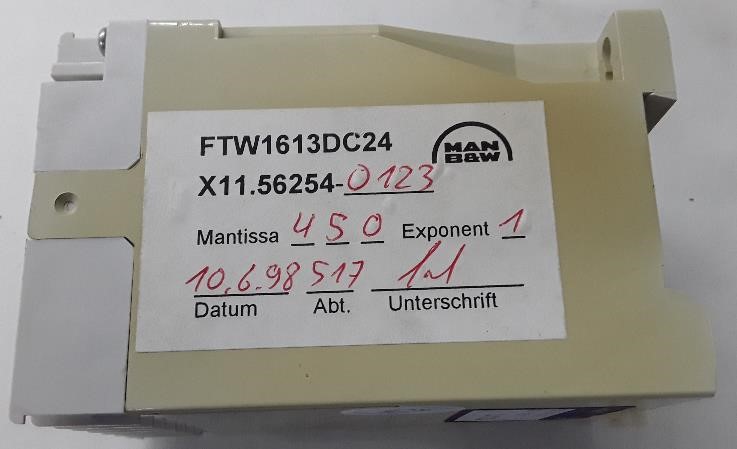 FTW1613DC24
MAN
B&W
X11.56254-0123
Mantissa 4 5 0 Exponent 1
10.6.98 517
Datum Abt. Unterschrift